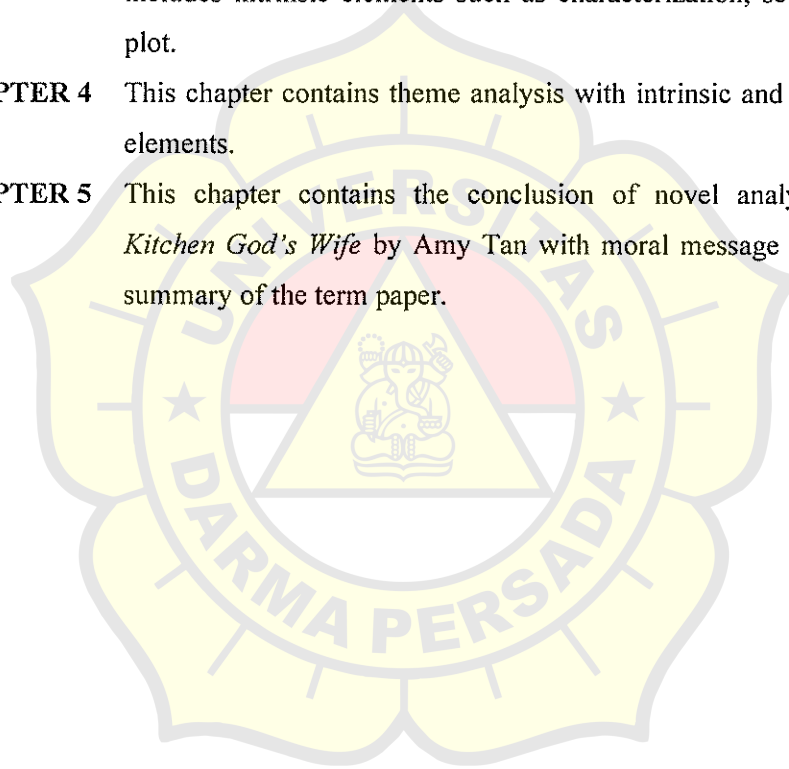 includes intrinsic elements such as characterization,
plot.
PTER 4 This chapter contains theme analysis with intrinsic and
elements.
PTER 5 This chapter contains the conclusion of novel analy
Kitchen God's Wife by Amy Tan with moral message
summary of the term paper.
UNIVERSITAS
DARMA PERSADA